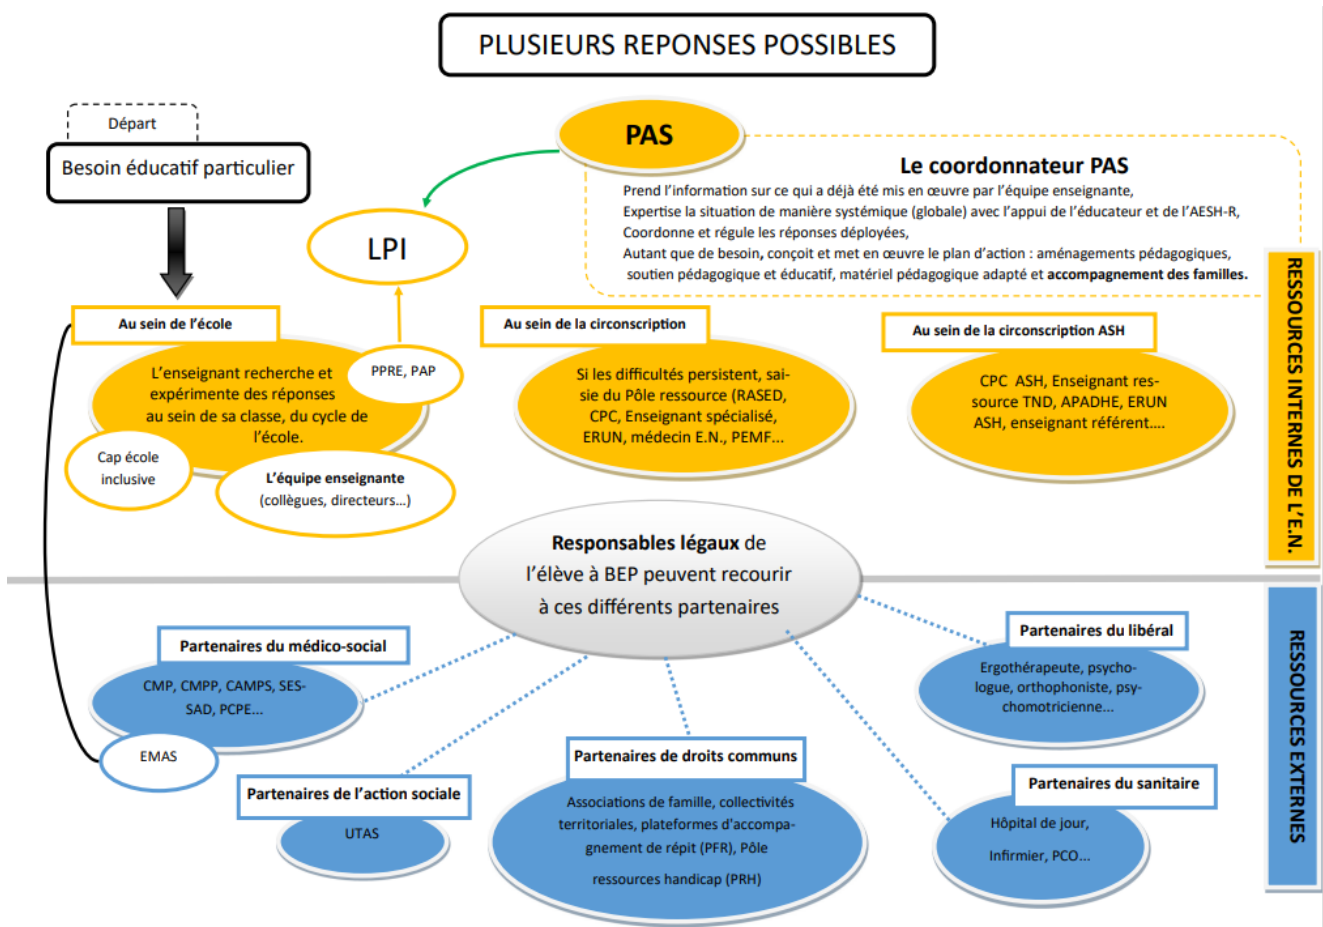 PLUSIEURS REPONSES POSSIBLES
Départ
Besoin éducatif particulier
PAS
Le coordonnateur PAS
Prend l’information sur ce qui a déjà été mis en œuvre par l’équipe enseignante,
Expertise la situation de manière systémique (globale) avec l’appui de l’éducateur et de l’AESH-R,
Coordonne et régule les réponses déployées,
Autant que de besoin, conçoit et met en œuvre le plan d’action : aménagements pédagogiques,
soutien pédagogique et éducatif, matériel pédagogique adapté et accompagnement des familles.
LPI
Au sein de l’école
L’enseignant recherche et
expérimente des réponses
au sein de sa classe, du cycle de
l’école.
PPRE, PAP
Cap école
inclusive
L’équipe enseignante
(collègues, directeurs…)
Au sein de la circonscription
Si les difficultés persistent, sai-
sie du Pôle ressource (RASED,
CPC, Enseignant spécialisé,
ERUN, médecin E.N., PEMF...
Au sein de la circonscription ASH
CPC ASH, Enseignant res-
source TND, APADHE, ERUN
ASH, enseignant référent....
RESSOURCES INTERNES DE L’E.N.
Responsables légaux de
l’élève à BEP peuvent recourir
à ces différents partenaires
Partenaires du médico-social
CMP, CMPP, CAMPS, SES-
SAD, PCPE...
EMAS
Partenaires de l’action sociale
UTAS
Partenaires de droits communs
Associations de famille, collectivités
territoriales, plateformes d’accompa-
gnement de répit (PFR), Pôle
ressources handicap (PRH)
Partenaires du libéral
Ergothérapeute, psycho-
logue, orthophoniste, psy-
chomotricienne...
Partenaires du sanitaire
Hôpital de jour,
Infirmier, PCO...
RESSOURCES EXTERNES